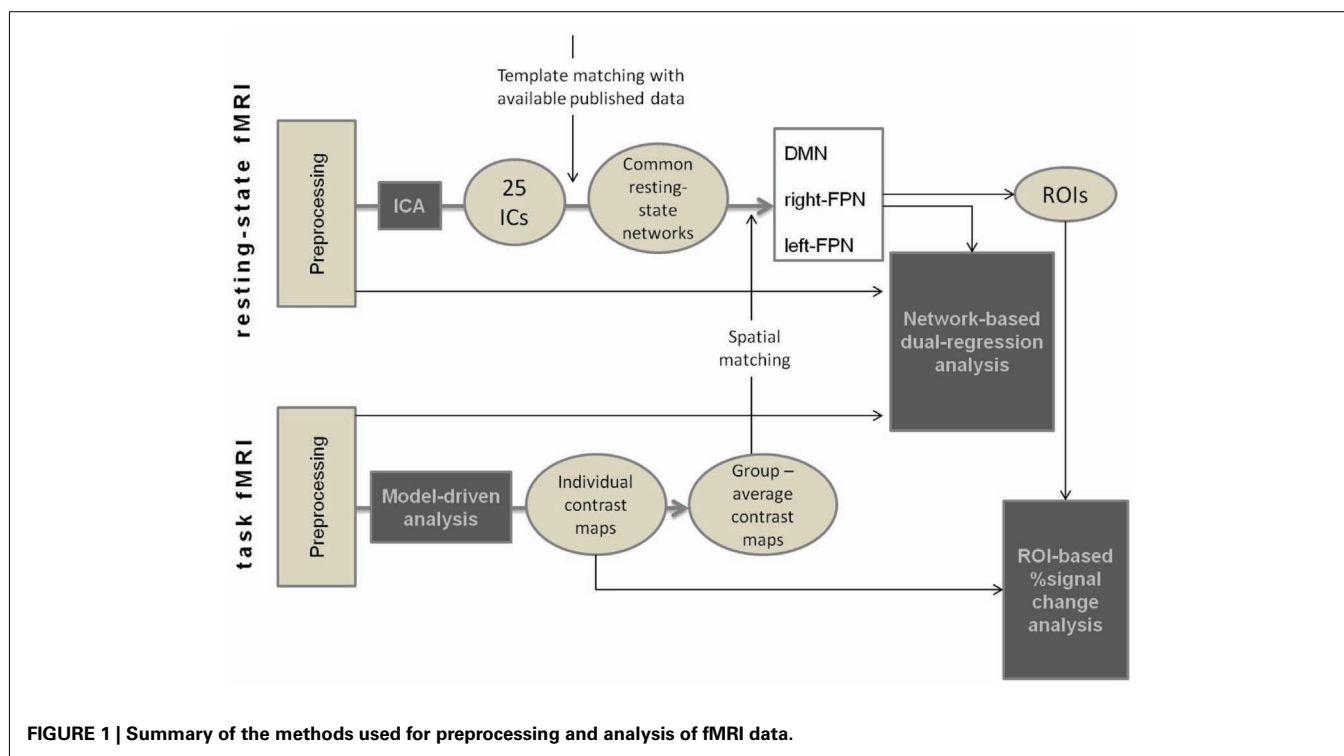 resting-state fMRI
Template matching with
available published data
Preprocessing
ICA
25
ICs
Common
resting-
state
networks
DMN
right-FPN
left-FPN
ROIs
Network-based
dual-regression
analysis
Spatial
matching
task fMRI
Preprocessing
Model-driven
analysis
Individual
contrast
maps
Group –
average
contrast
maps
ROI-based
%signal
change
analysis
FIGURE 1 | Summary of the methods used for preprocessing and analysis of fMRI data.